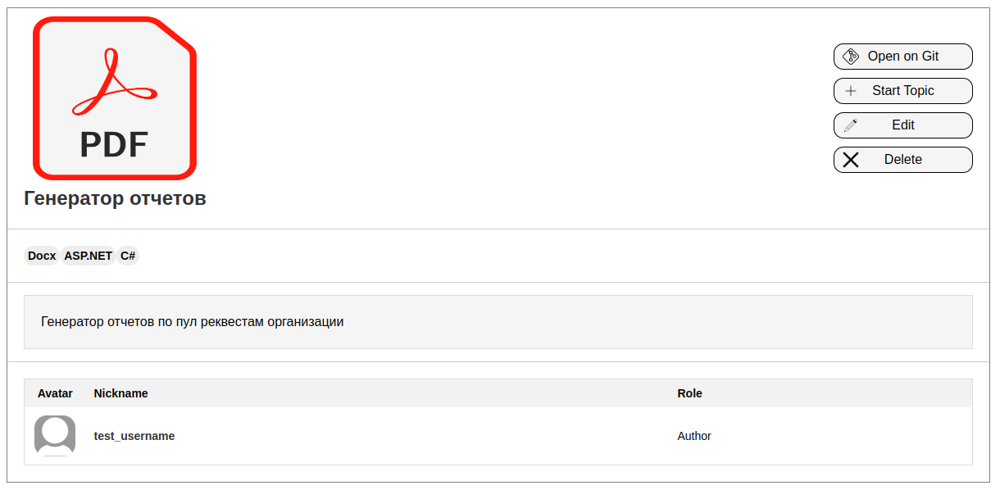 PDF
Open on Git
Start Topic
Edit
Delete
Генератор отчетов
Docx ASP.NET C#
Генератор отчетов по пул реквестам организации
Avatar Nickname Role
test_username Author